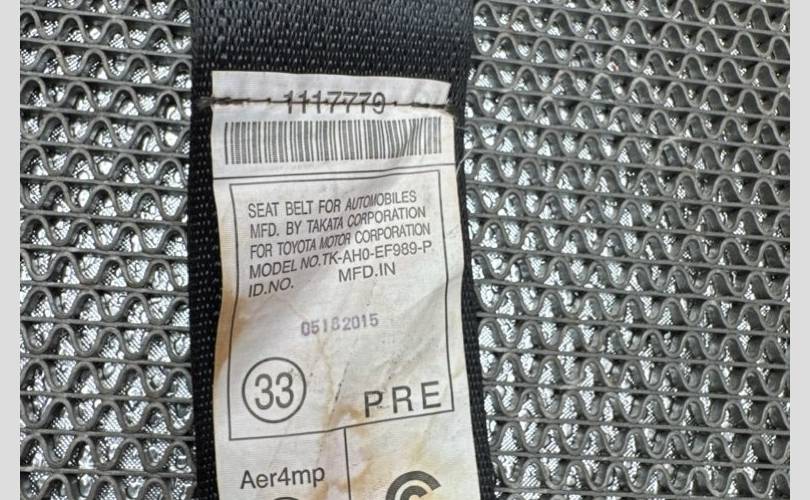 1117779
SEAT BELT FOR AUTOMOBILES
MFD. BY TAKATA CORPORATION
FOR TOYOTA MOTOR CORPORATION
MODEL NO.TK-AH0-EF989-P
ID.NO. MFD.IN
05182015
33 PRE
Aer4mp